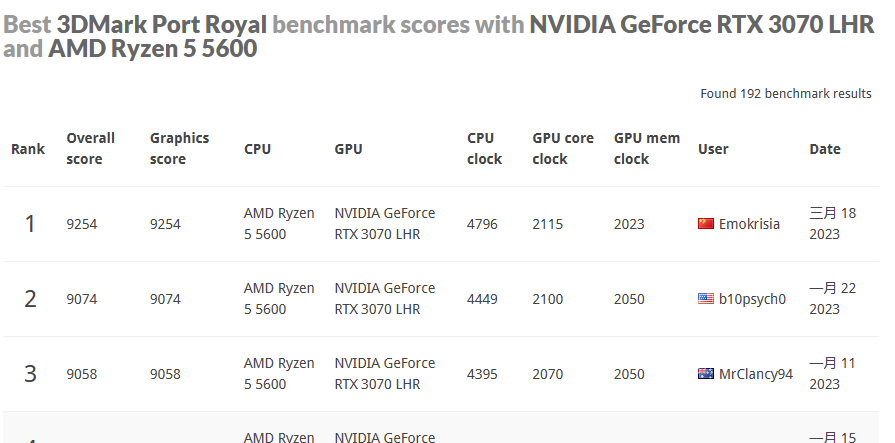 Best 3DMark Port Royal benchmark scores with NVIDIA GeForce RTX 3070 LHR
and AMD Ryzen 5 5600
Found 192 benchmark results
Rank Overall score Graphics score CPU GPU CPU clock GPU core clock GPU mem clock User Date
1 9254 9254 AMD Ryzen 5 5600 NVIDIA GeForce RTX 3070 LHR 4796 2115 2023 Emokrisia 三月 18 2023
2 9074 9074 AMD Ryzen 5 5600 NVIDIA GeForce RTX 3070 LHR 4449 2100 2050 b10psych0 一月 22 2023
3 9058 9058 AMD Ryzen 5 5600 NVIDIA GeForce RTX 3070 LHR 4395 2070 2050 MrClancy94 一月 11 2023
AMD Ryzen NVIDIA GeForce 一月 15